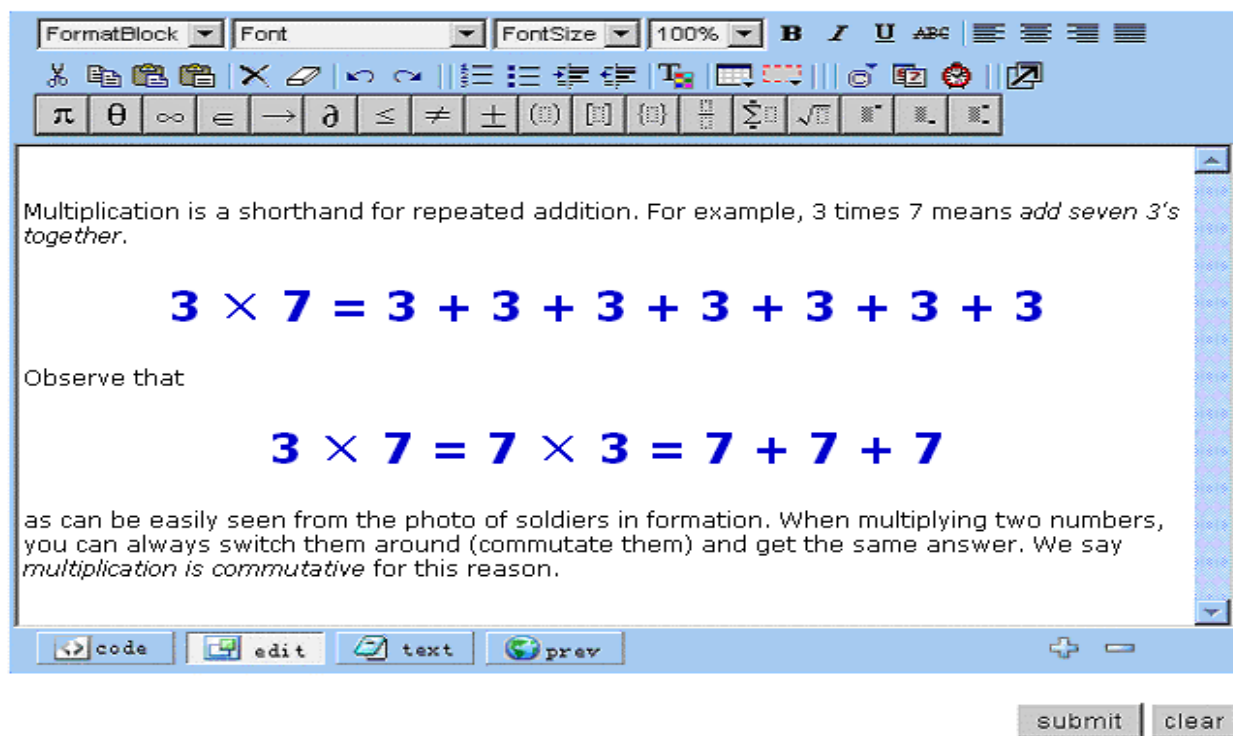 FormatBlock Font FontSize 100% B I U ABC
π θ ∞ ∈ → ∂ ≤ ≠ ± (□) [□] {□} Σ □ √□
Multiplication is a shorthand for repeated addition. For example, 3 times 7 means add seven 3's
together.
3 × 7 = 3 + 3 + 3 + 3 + 3 + 3 + 3
Observe that
3 × 7 = 7 × 3 = 7 + 7 + 7
as can be easily seen from the photo of soldiers in formation. When multiplying two numbers,
you can always switch them around (commutate them) and get the same answer. We say
multiplication is commutative for this reason.
code edit text prev
submit clear